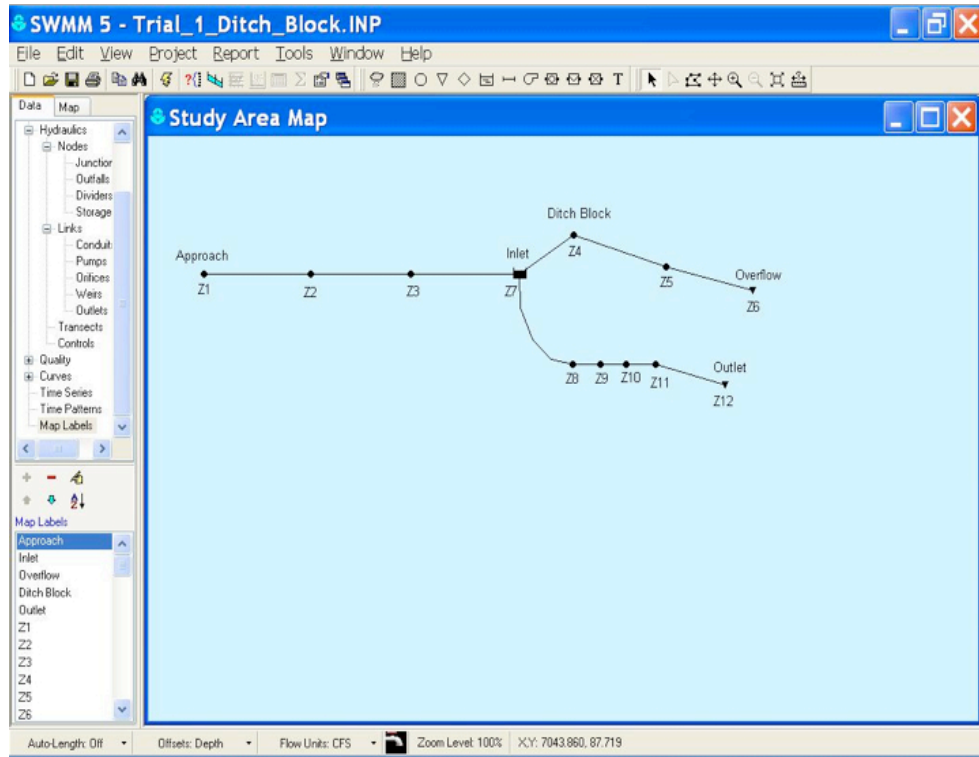 SWMM 5 - Trial_1_Ditch_Block.INP
File Edit View Project Report Tools Window Help
T
Data Map
Hydraulics
Nodes
Junction
Outfalls
Dividers
Storage
Links
Conduit
Pumps
Orifices
Weirs
Outlets
Transects
Controls
Quality
Curves
Time Series
Time Patterns
Map Labels
Map Labels
Approach
Inlet
Overflow
Ditch Block
Outlet
Z1
Z2
Z3
Z4
Z5
Z6
Study Area Map
Ditch Block
Approach Inlet Z4
Z1 Z2 Z3 Z7 Z5 Overflow
Z6
Z8 Z9 Z10 Z11 Outlet
Z12
Auto-Length: Off Offsets: Depth Flow Units: CFS Zoom Level: 100% X,Y: 7043.860, 87.719